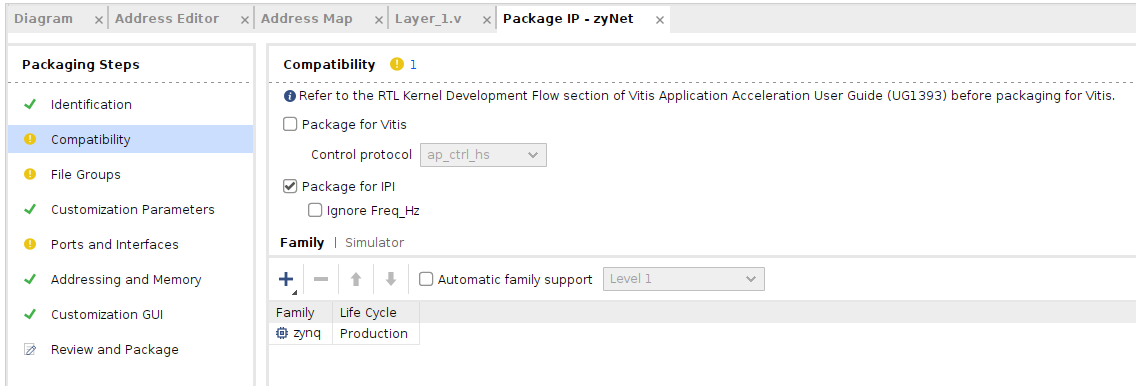 Diagram
Address Editor
Address Map
Layer_1.v
Package IP - zyNet
Packaging Steps
Identification
Compatibility
File Groups
Customization Parameters
Ports and Interfaces
Addressing and Memory
Customization GUI
Review and Package
Compatibility 1
Refer to the RTL Kernel Development Flow section of Vitis Application Acceleration User Guide (UG1393) before packaging for Vitis.
Package for Vitis
Control protocol ap_ctrl_hs
Package for IPI
Ignore Freq_Hz
Family | Simulator
Automatic family support Level 1
Family Life Cycle
zynq Production